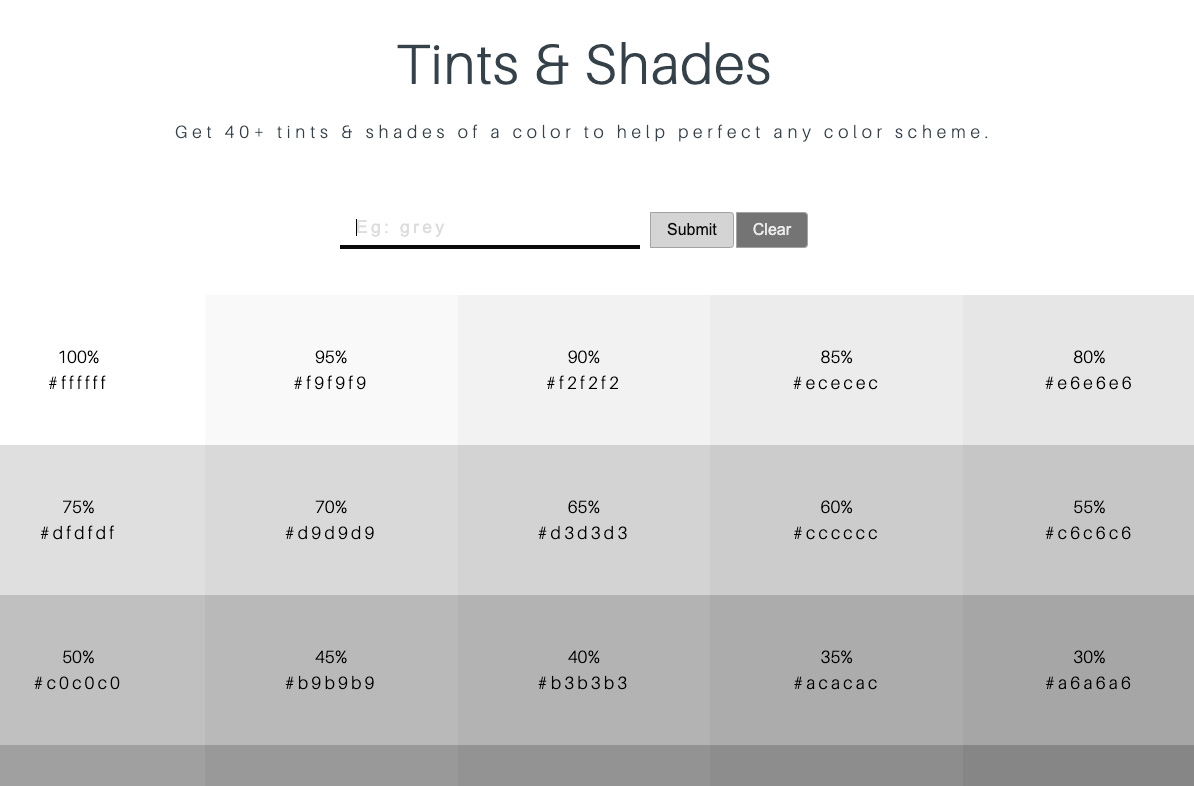 Tints & Shades
Get 40+ tints & shades of a color to help perfect any color scheme.
Eg: grey Submit Clear
100% 95% 90% 85% 80%
#ffffff #f9f9f9 #f2f2f2 #ececec #e6e6e6
75% 70% 65% 60% 55%
#dfdfdf #d9d9d9 #d3d3d3 #cccccc #c6c6c6
50% 45% 40% 35% 30%
#c0c0c0 #b9b9b9 #b3b3b3 #acacac #a6a6a6